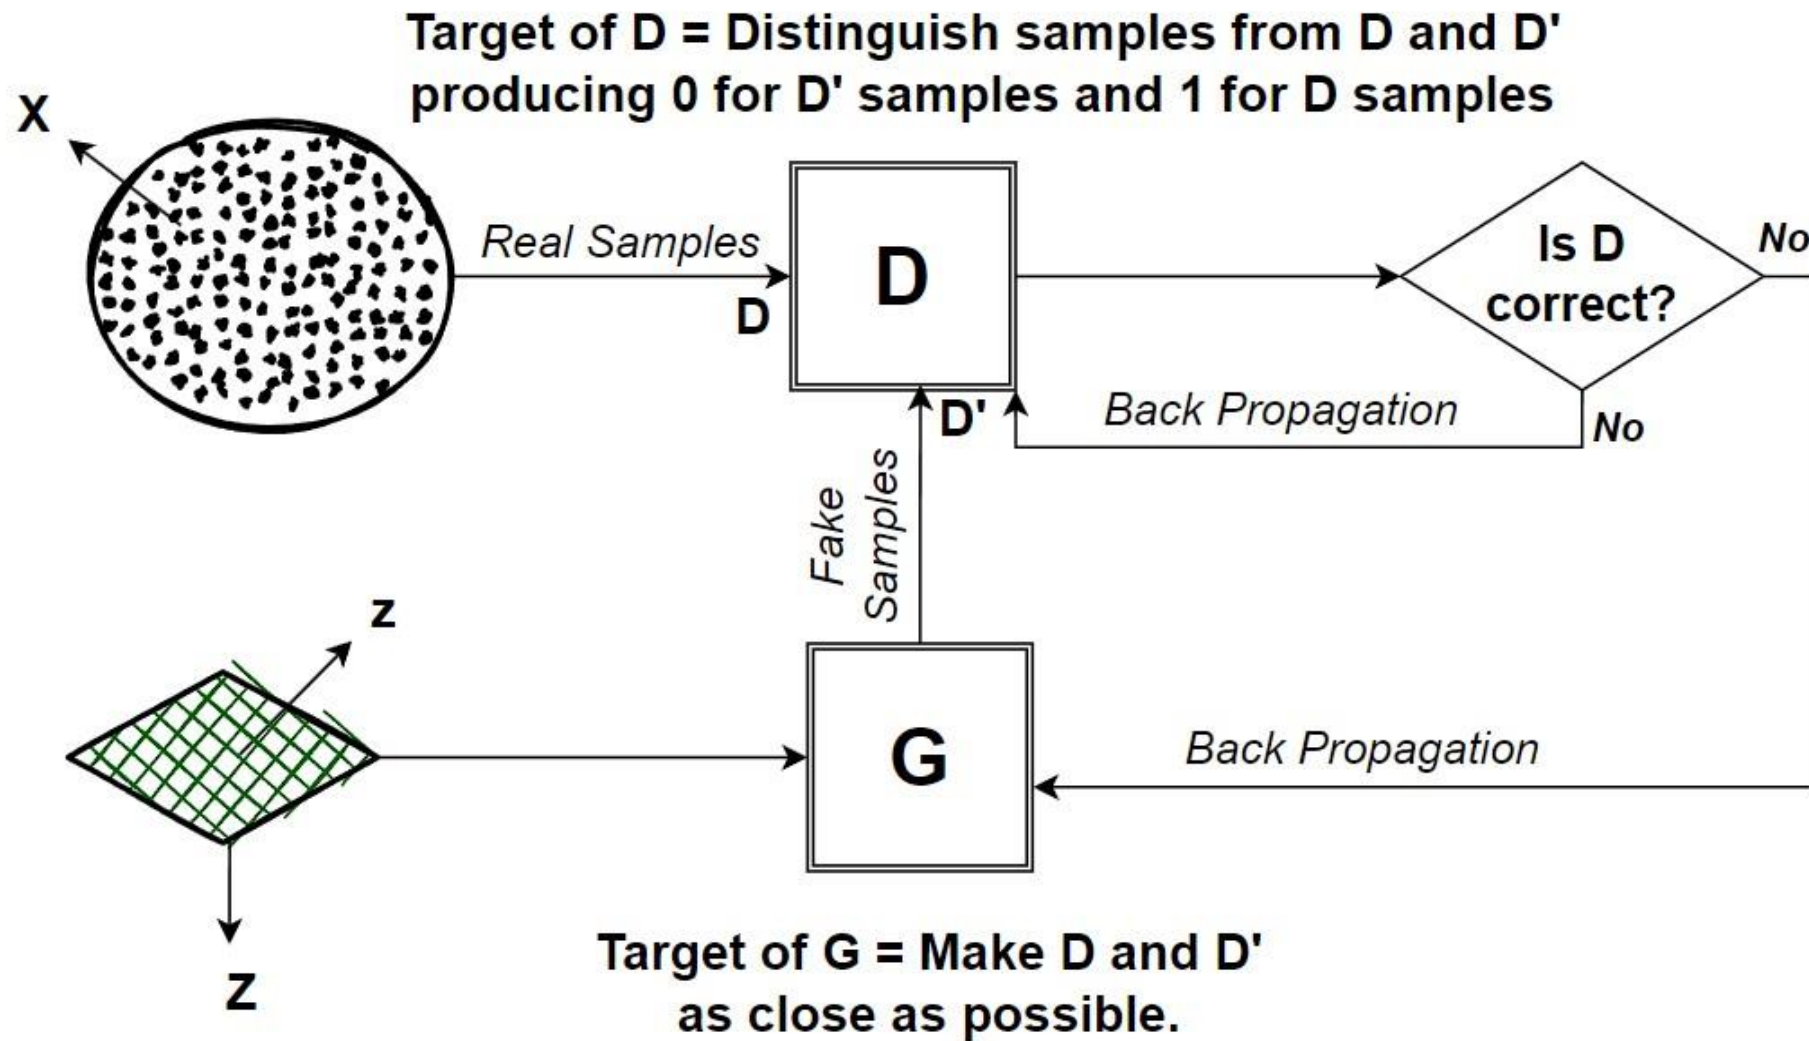 Target of D = Distinguish samples from D and D'
producing 0 for D' samples and 1 for D samples
X
Real Samples
D
D
Is D
correct?
No
D'
Back Propagation
No
Fake
Samples
z
G
Back Propagation
Z
Target of G = Make D and D'
as close as possible.